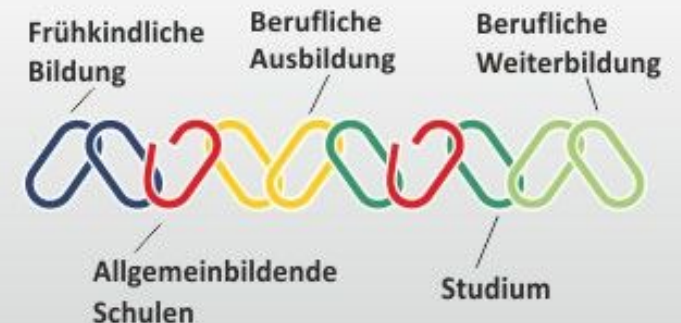 Frühkindliche
Bildung
Berufliche
Ausbildung
Berufliche
Weiterbildung
Allgemeinbildende
Schulen
Studium